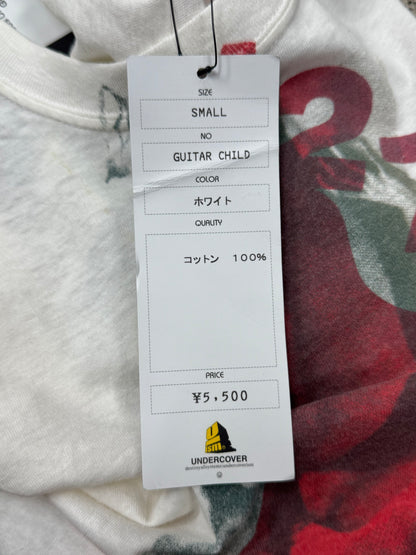 SIZE
SMALL
NO
GUITAR CHILD
COLOR
ホワイト
QUALITY
コットン 100%
PRICE
¥5,500
UNDERCOVER